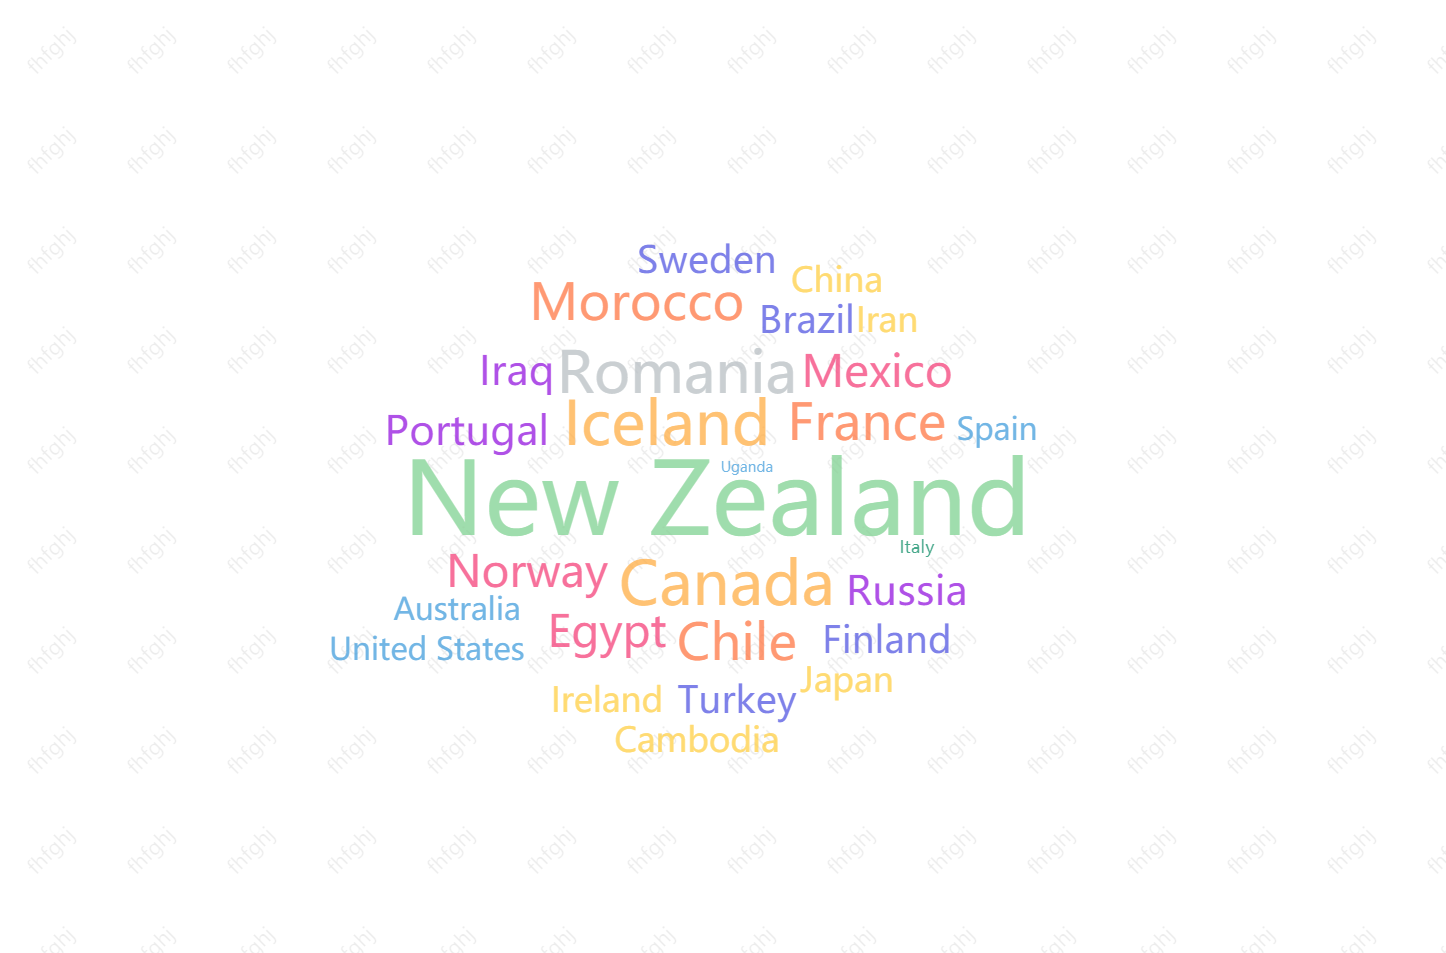 Sweden
China
Morocco
Brazil
Iran
Iraq
Romania
Mexico
Portugal
Iceland
France
Spain
New Zealand
Uganda
Italy
Norway
Canada
Russia
Australia
Egypt
Chile
Finland
United States
Japan
Ireland
Turkey
Cambodia
fhfghj